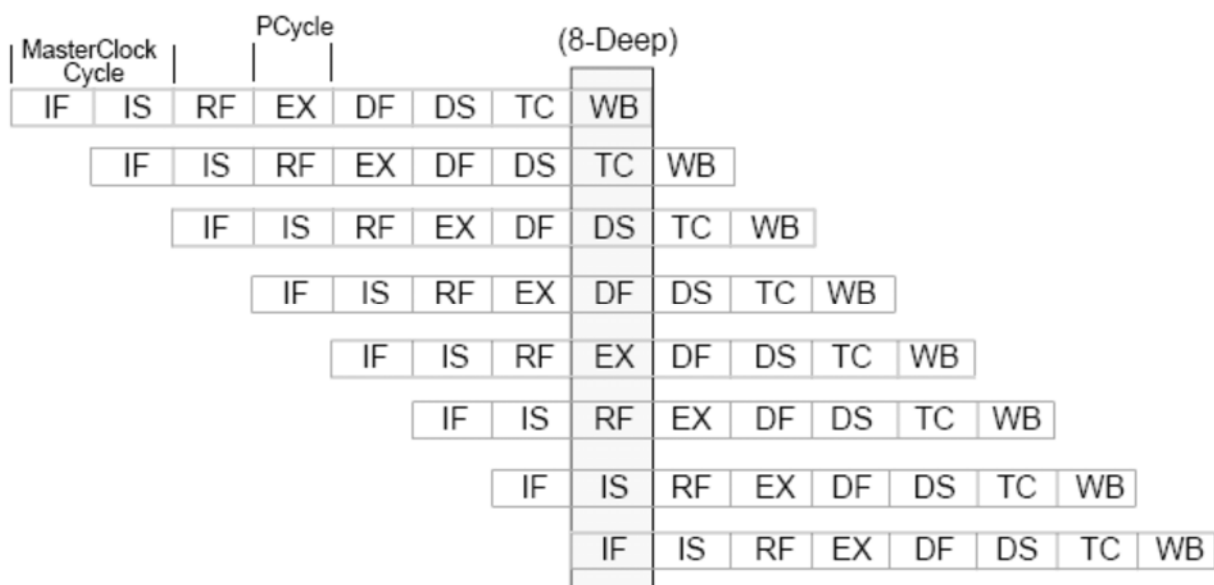 PCycle
(8-Deep)
MasterClock
Cycle
IF IS RF EX DF DS TC WB
IF IS RF EX DF DS TC WB
IF IS RF EX DF DS TC WB
IF IS RF EX DF DS TC WB
IF IS RF EX DF DS TC WB
IF IS RF EX DF DS TC WB
IF IS RF EX DF DS TC WB
IF IS RF EX DF DS TC WB